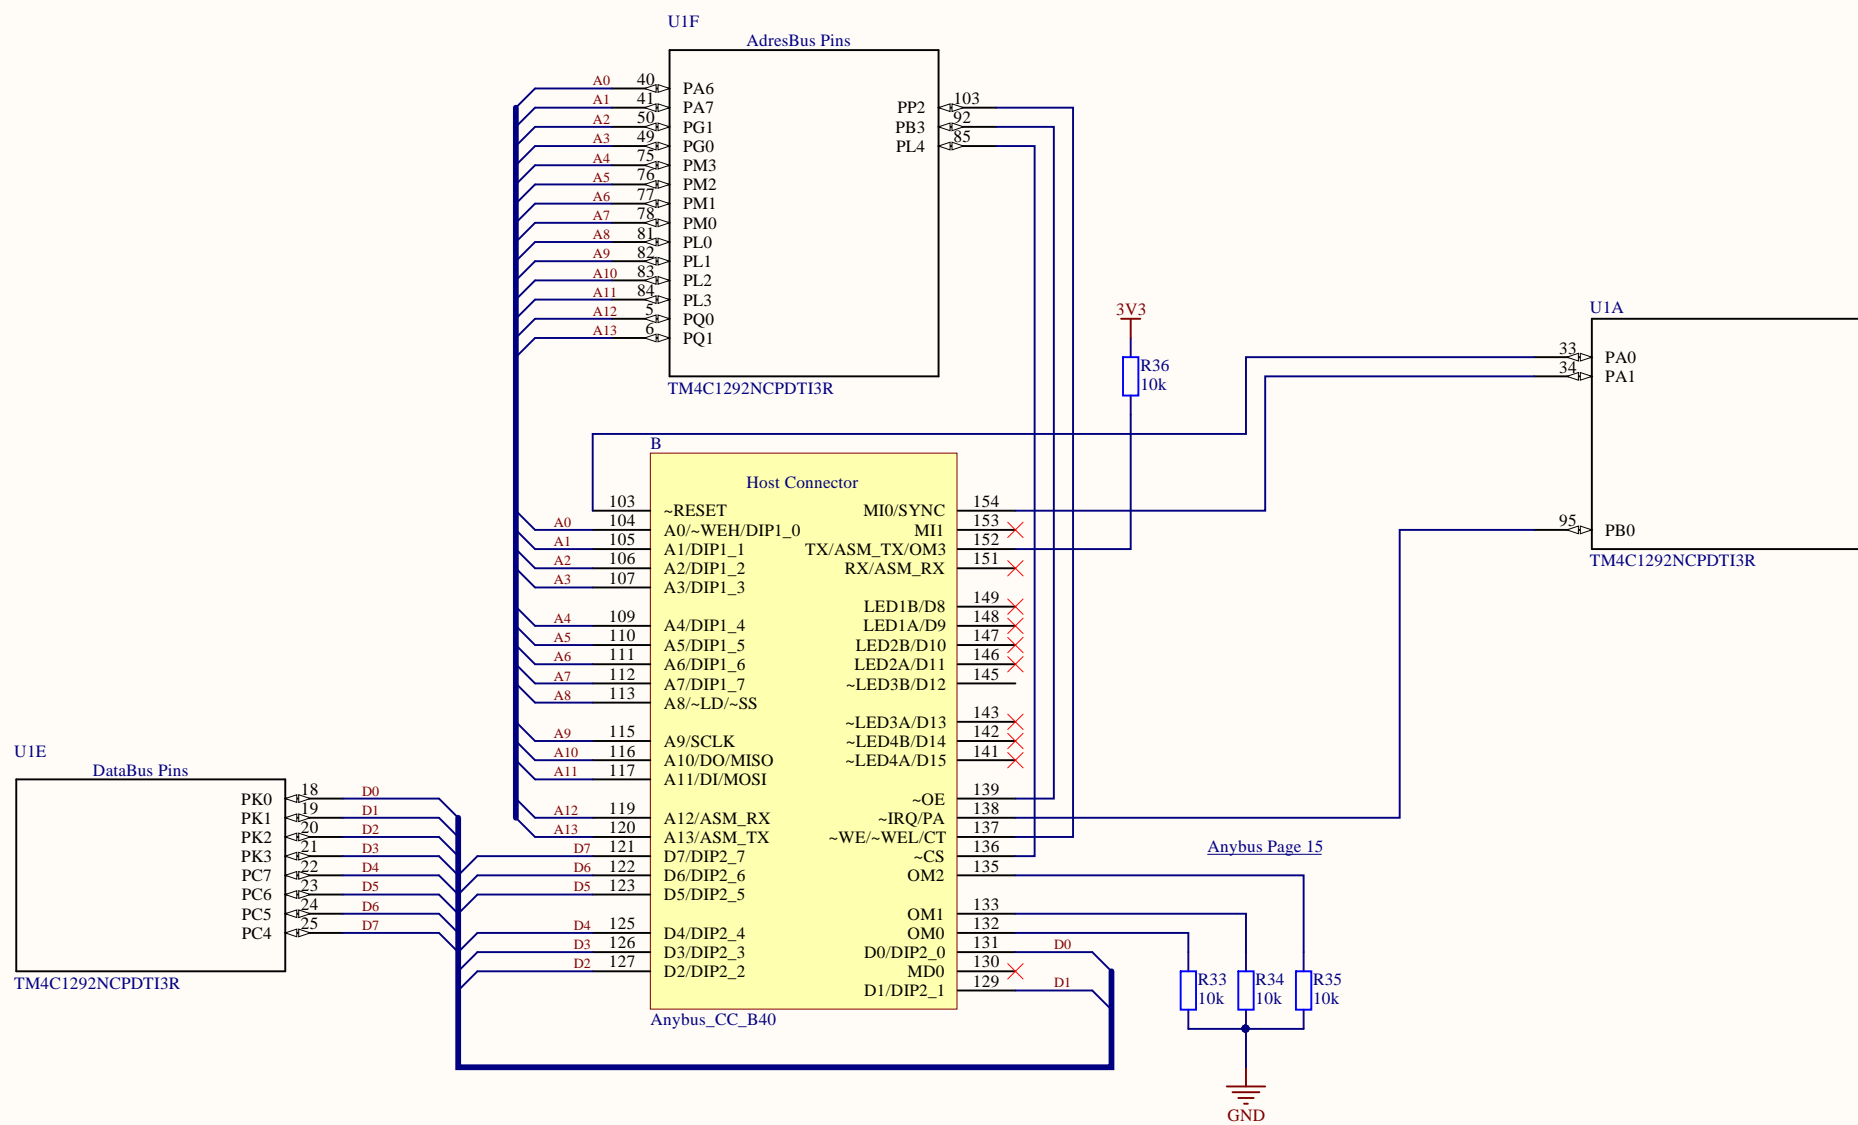 U1F
AdresBus Pins
A0 40 PA6
A1 41 PA7
A2 50 PG1
A3 49 PG0
A4 75 PM3
A5 76 PM2
A6 77 PM1
A7 78 PM0
A8 81 PL0
A9 82 PL1
A10 83 PL2
A11 84 PL3
A12 5 PQ0
A13 6 PQ1
PP2 103
PB3 92
PL4 85
TM4C1292NCPDTI3R
3V3
R36
10k
U1A
33 PA0
34 PA1
95 PB0
TM4C1292NCPDTI3R
B
Host Connector
103 ~RESET
A0 104 A0/~WEH/DIP1_0
A1 105 A1/DIP1_1
A2 106 A2/DIP1_2
A3 107 A3/DIP1_3
A4 109 A4/DIP1_4
A5 110 A5/DIP1_5
A6 111 A6/DIP1_6
A7 112 A7/DIP1_7
A8 113 A8/~LD/~SS
A9 115 A9/SCLK
A10 116 A10/DO/MISO
A11 117 A11/DI/MOSI
A12 119 A12/ASM_RX
A13 120 A13/ASM_TX
D7 121 D7/DIP2_7
D6 122 D6/DIP2_6
D5 123 D5/DIP2_5
D4 125 D4/DIP2_4
D3 126 D3/DIP2_3
D2 127 D2/DIP2_2
MI0/SYNC 154
MI1 153
TX/ASM_TX/OM3 152
RX/ASM_RX 151
LED1B/D8 149
LED1A/D9 148
LED2B/D10 147
LED2A/D11 146
~LED3B/D12 145
~LED3A/D13 143
~LED4B/D14 142
~LED4A/D15 141
~OE 139
~IRQ/PA 138
~WE/~WEL/CT 137
~CS 136
OM2 135
OM1 133
OM0 132
D0/DIP2_0 131 D0
MD0 130
D1/DIP2_1 129 D1
Anybus_CC_B40
Anybus Page 15
R33
10k
R34
10k
R35
10k
GND
U1E
DataBus Pins
PK0 18 D0
PK1 19 D1
PK2 20 D2
PK3 21 D3
PC7 22 D4
PC6 23 D5
PC5 24 D6
PC4 25 D7
TM4C1292NCPDTI3R